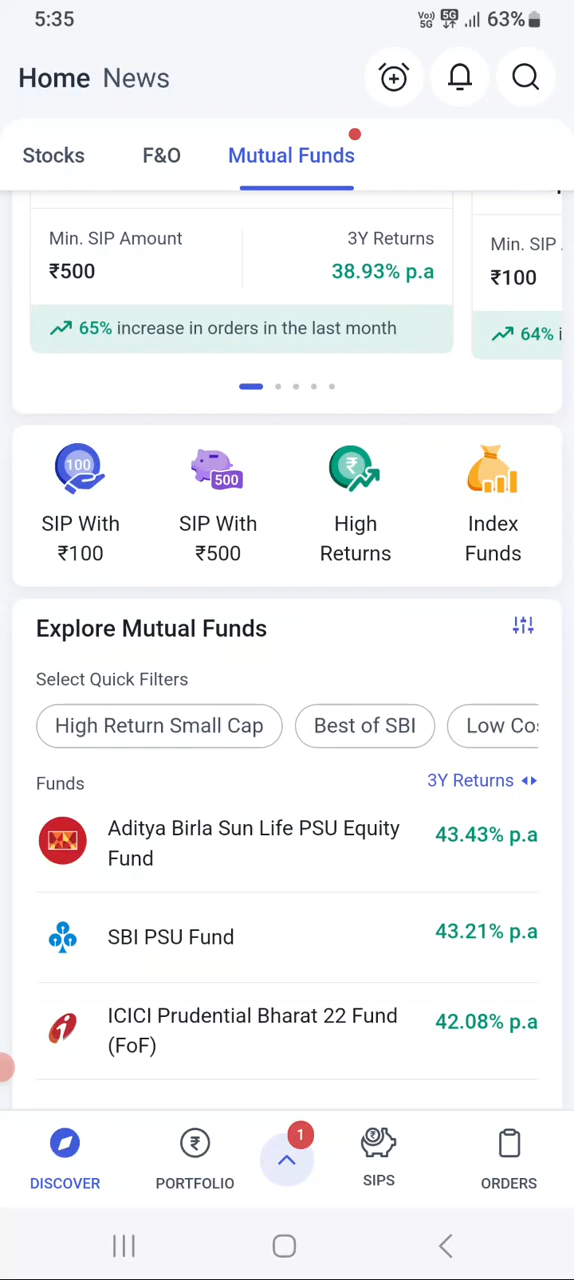 5:35
Vo)) 5G 5G 63%
Home News
Stocks F&O Mutual Funds
Min. SIP Amount 3Y Returns
₹500 38.93% p.a
65% increase in orders in the last month
Min. SIP
₹100
64%
100 500 ₹
SIP With ₹100
SIP With ₹500
High Returns
Index Funds
Explore Mutual Funds
Select Quick Filters
High Return Small Cap Best of SBI Low
Funds 3Y Returns
Aditya Birla Sun Life PSU Equity Fund 43.43% p.a
SBI PSU Fund 43.21% p.a
ICICI Prudential Bharat 22 Fund (FoF) 42.08% p.a
1
DISCOVER PORTFOLIO SIPS ORDERS